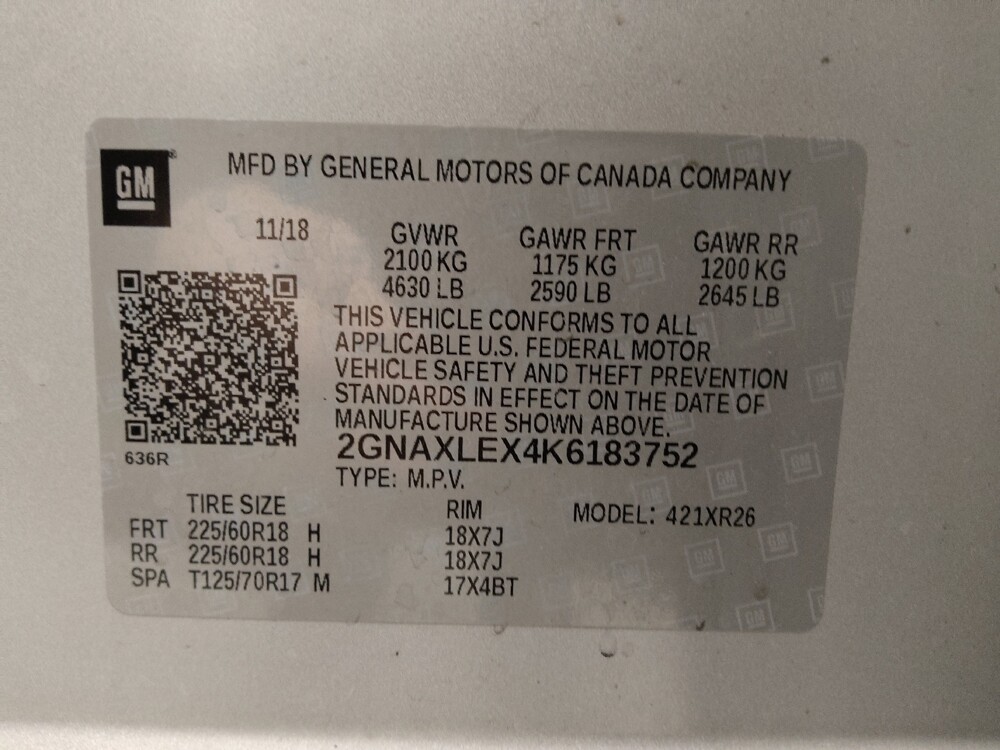 GM
MFD BY GENERAL MOTORS OF CANADA COMPANY
11/18 GVWR GAWR FRT GAWR RR
2100 KG 1175 KG 1200 KG
4630 LB 2590 LB 2645 LB
THIS VEHICLE CONFORMS TO ALL
APPLICABLE U.S. FEDERAL MOTOR
VEHICLE SAFETY AND THEFT PREVENTION
STANDARDS IN EFFECT ON THE DATE OF
MANUFACTURE SHOWN ABOVE.
636R
2GNAXLEX4K6183752
TYPE: M.P.V.
TIRE SIZE RIM MODEL: 421XR26
FRT 225/60R18 H 18X7J
RR 225/60R18 H 18X7J
SPA T125/70R17 M 17X4BT